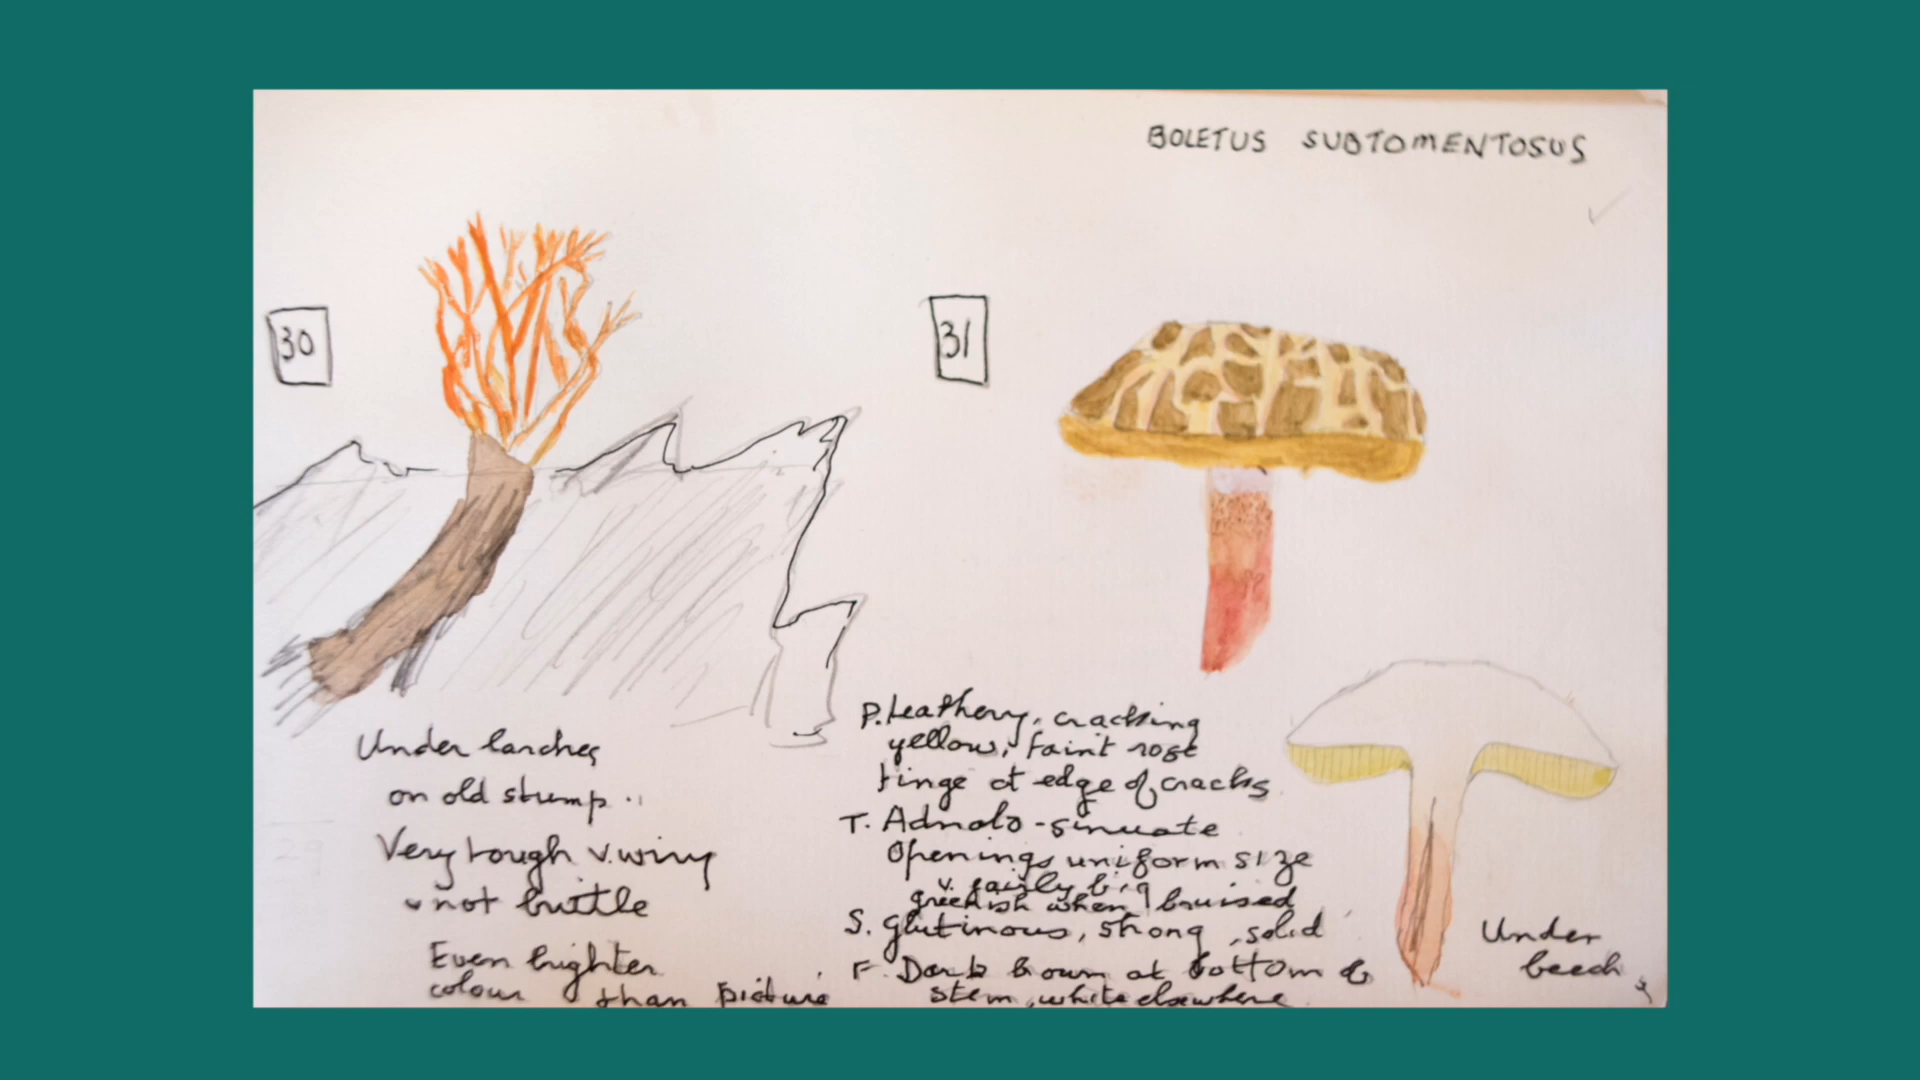 BOLETUS SUBTOMENTOSUS
30
31
Under larches
on old stump.
Very tough v. wiry
not brittle
Even brighter
colour than picture
P. Leathery, cracking
yellow, faint rose
tinge at edge of cracks
T. Adnato-sinuate
Openings uniform size
v. fairly big
greenish when bruised
S. glutinous, strong, solid
F. Dark brown at bottom of
stem, white elsewhere
Under
beech